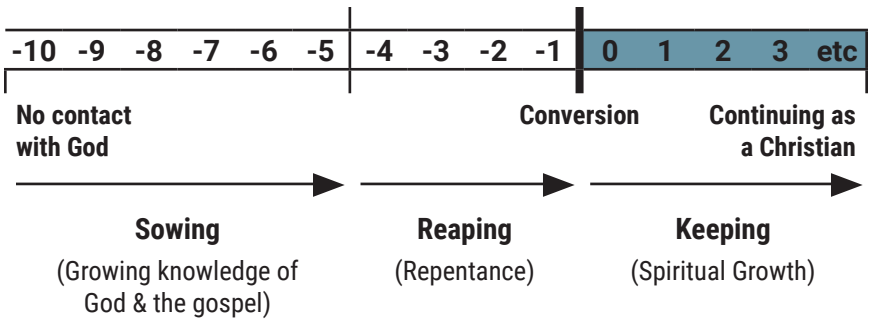 -10 -9 -8 -7 -6 -5 -4 -3 -2 -1 0 1 2 3 etc
No contact
with God
Conversion
Continuing as
a Christian
Sowing
(Growing knowledge of
God & the gospel)
Reaping
(Repentance)
Keeping
(Spiritual Growth)